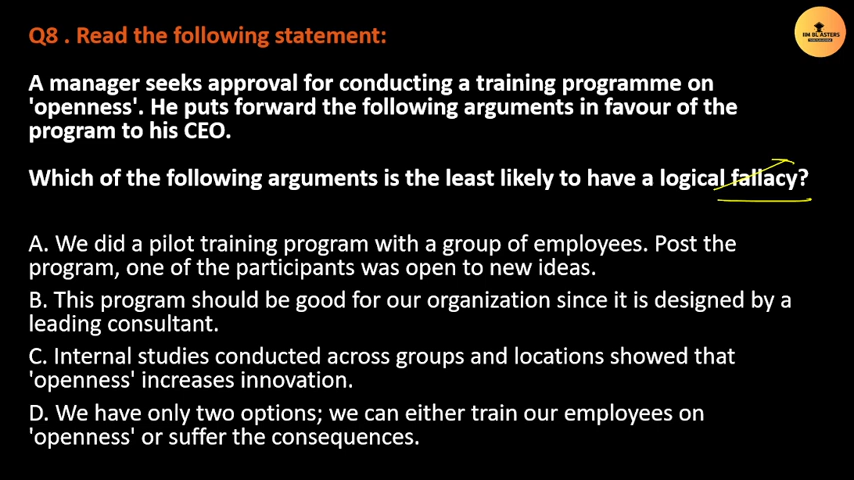 Q8 . Read the following statement:
IIM BLASTERS
A manager seeks approval for conducting a training programme on
'openness'. He puts forward the following arguments in favour of the
program to his CEO.
Which of the following arguments is the least likely to have a logical fallacy?
A. We did a pilot training program with a group of employees. Post the
program, one of the participants was open to new ideas.
B. This program should be good for our organization since it is designed by a
leading consultant.
C. Internal studies conducted across groups and locations showed that
'openness' increases innovation.
D. We have only two options; we can either train our employees on
'openness' or suffer the consequences.